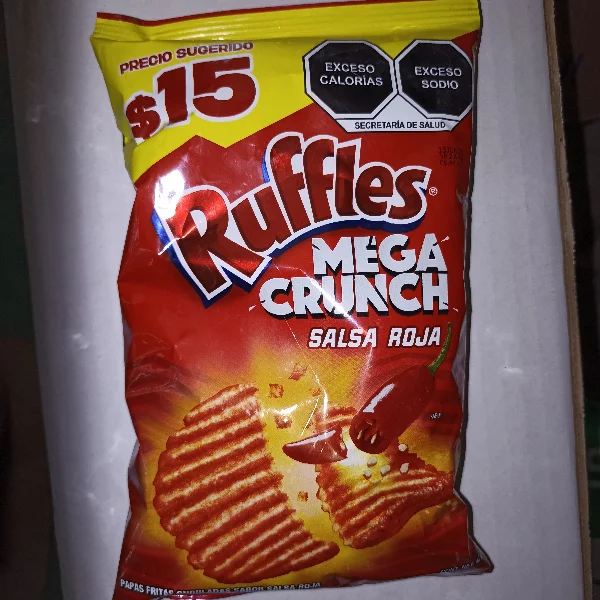 PRECIO SUGERIDO
$15
EXCESO
CALORÍAS
EXCESO
SODIO
SECRETARÍA DE SALUD
Ruffles®
MEGA
CRUNCH
SALSA ROJA
PAPAS FRITAS ONDULADAS SABOR SALSA ROJA